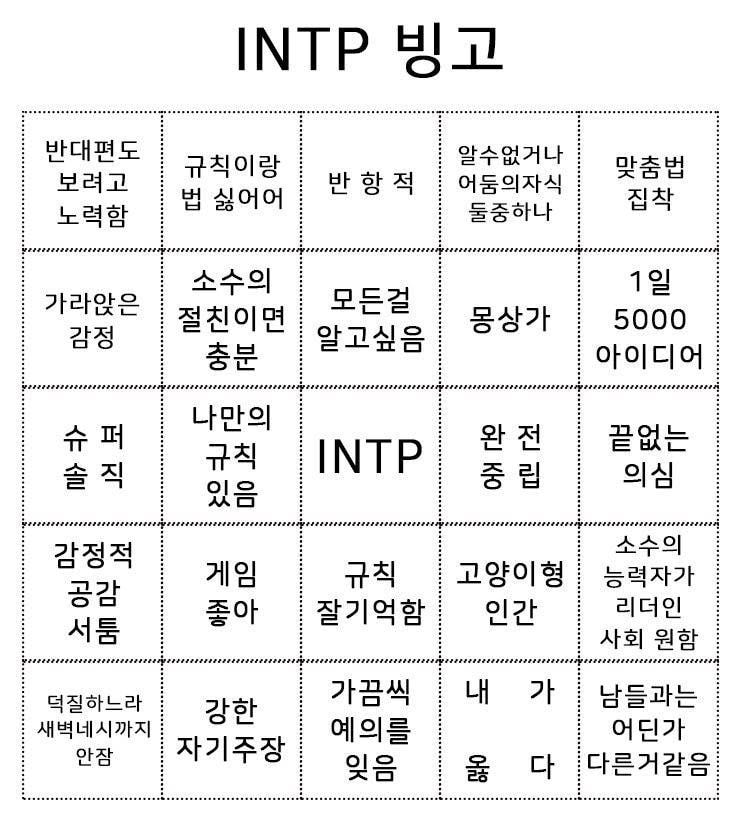 INTP 빙고
반대편도
보려고
노력함
규칙이랑
법 싫어어
반 항 적
알수없거나
어둠의자식
둘중하나
맞춤법
집착
가라앉은
감정
소수의
절친이면
충분
모든걸
알고싶음
몽상가
1일
5000
아이디어
슈 퍼
솔 직
나만의
규칙
있음
INTP
완 전
중 립
끝없는
의심
감정적
공감
서툼
게임
좋아
규칙
잘기억함
고양이형
인간
소수의
능력자가
리더인
사회 원함
덕질하느라
새벽네시까지
안잠
강한
자기주장
가끔씩
예의를
잊음
내 가
옳 다
남들과는
어딘가
다른거같음